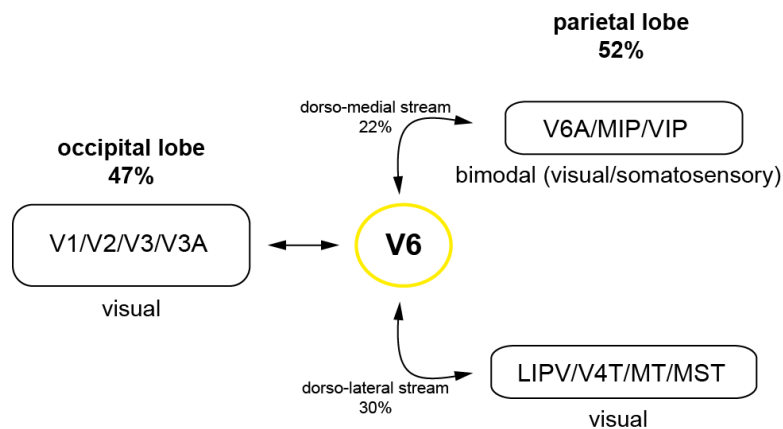 parietal lobe
52%
dorso-medial stream
22%
V6A/MIP/VIP
bimodal (visual/somatosensory)
occipital lobe
47%
V1/V2/V3/V3A
visual
V6
dorso-lateral stream
30%
LIPV/V4T/MT/MST
visual